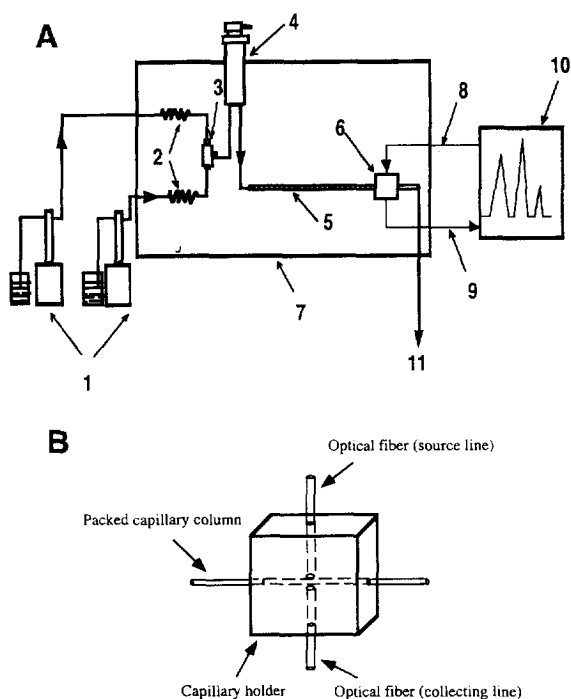 A
4
3
8
10
6
2
5
7
9
1
11
B
Optical fiber (source line)
Packed capillary column
Capillary holder
Optical fiber (collecting line)